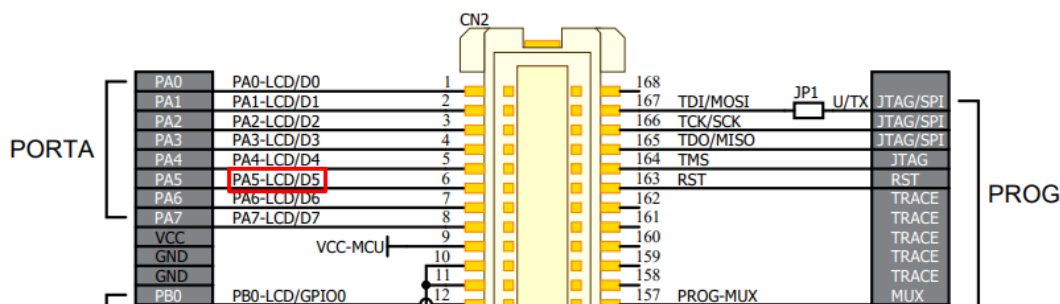 CN2
PA0 PA0-LCD/D0 1 168
PA1 PA1-LCD/D1 2 167 TDI/MOSI JP1 U/TX JTAG/SPI
PA2 PA2-LCD/D2 3 166 TCK/SCK JTAG/SPI
PA3 PA3-LCD/D3 4 165 TDO/MISO JTAG/SPI
PORTA PA4 PA4-LCD/D4 5 164 TMS JTAG
PA5 PA5-LCD/D5 6 163 RST RST
PROG
PA6 PA6-LCD/D6 7 162 TRACE
PA7 PA7-LCD/D7 8 161 TRACE
VCC VCC-MCU 9 160 TRACE
GND 10 159 TRACE
GND 11 158 TRACE
PB0 PB0-LCD/GPIO0 12 157 PROG-MUX MUX